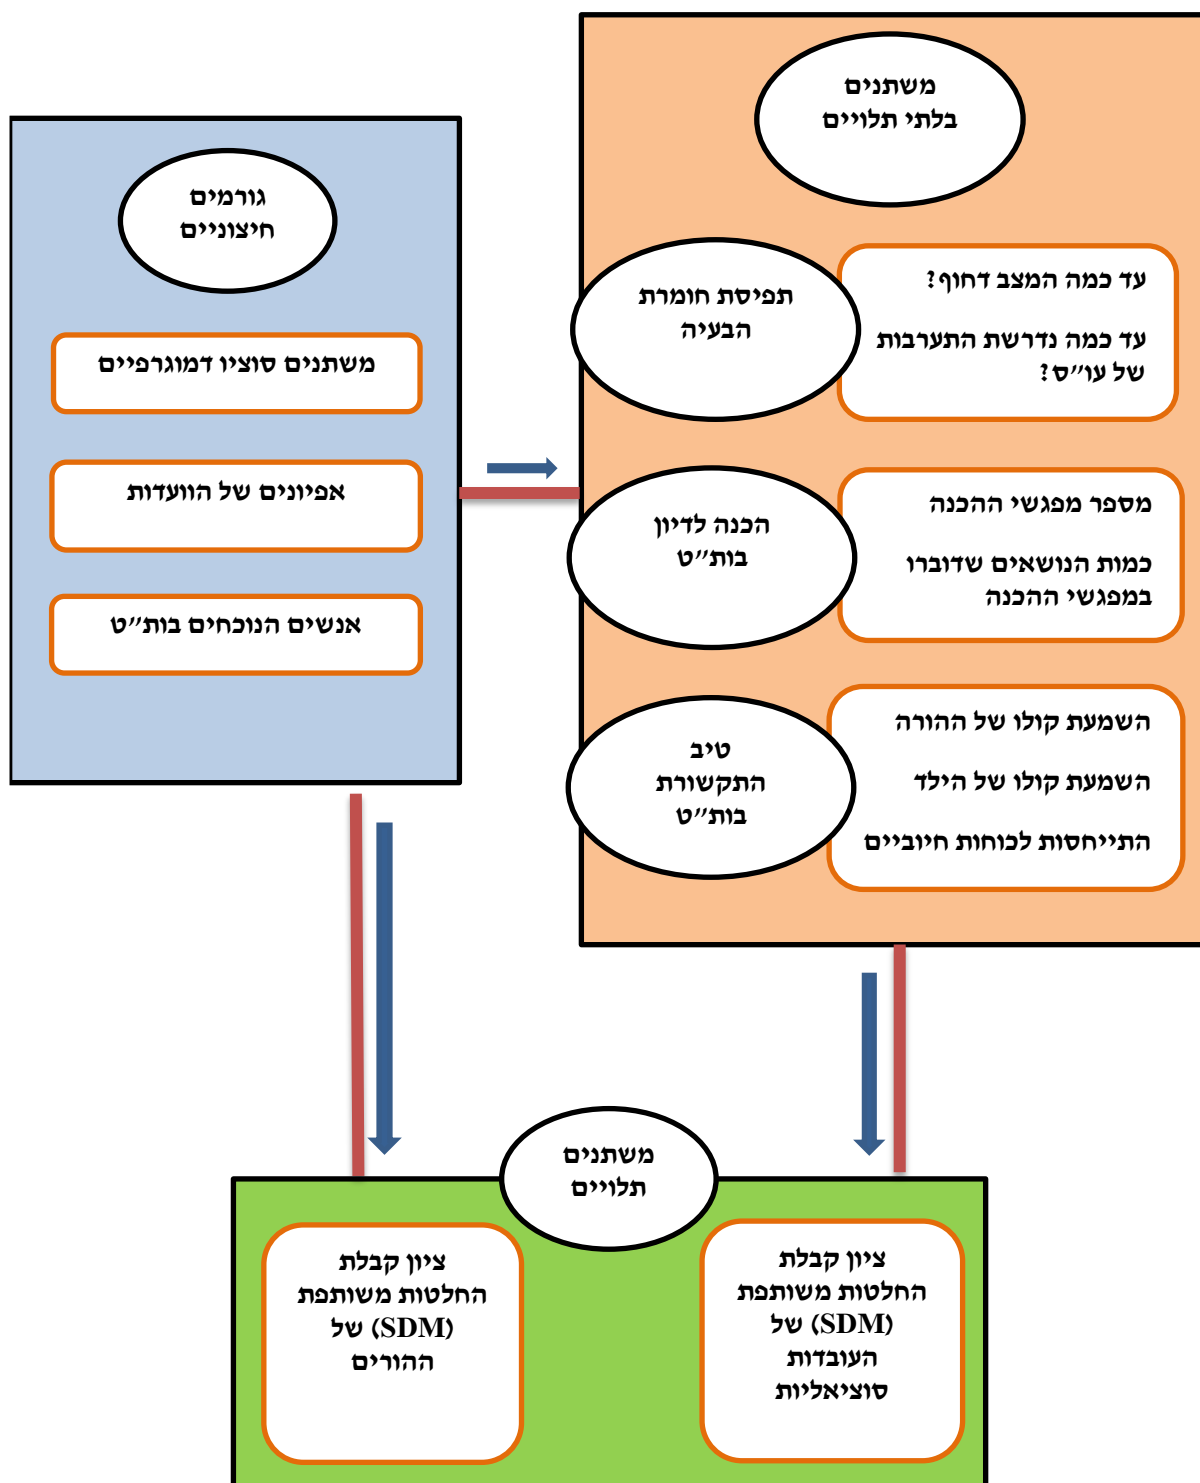 משתנים
בלתי תלויים
תפיסת חומרת
הבעיה
עד כמה המצב דחוף?
עד כמה נדרשת התערבות
של עו"ס?
הכנה לדיון
בות"ט
מספר מפגשי ההכנה
כמות הנושאים שדוברו
במפגשי ההכנה
טיב
התקשורת
בות"ט
השמעת קולו של ההורה
השמעת קולו של הילד
התייחסות לכוחות חיוביים
גורמים
חיצוניים
משתנים סוציו דמוגרפיים
אפיונים של הוועדות
אנשים הנוכחים בות"ט
משתנים
תלויים
ציון קבלת
החלטות משותפת
(SDM) של
העובדות
סוציאליות
ציון קבלת
החלטות משותפת
(SDM) של
ההורים